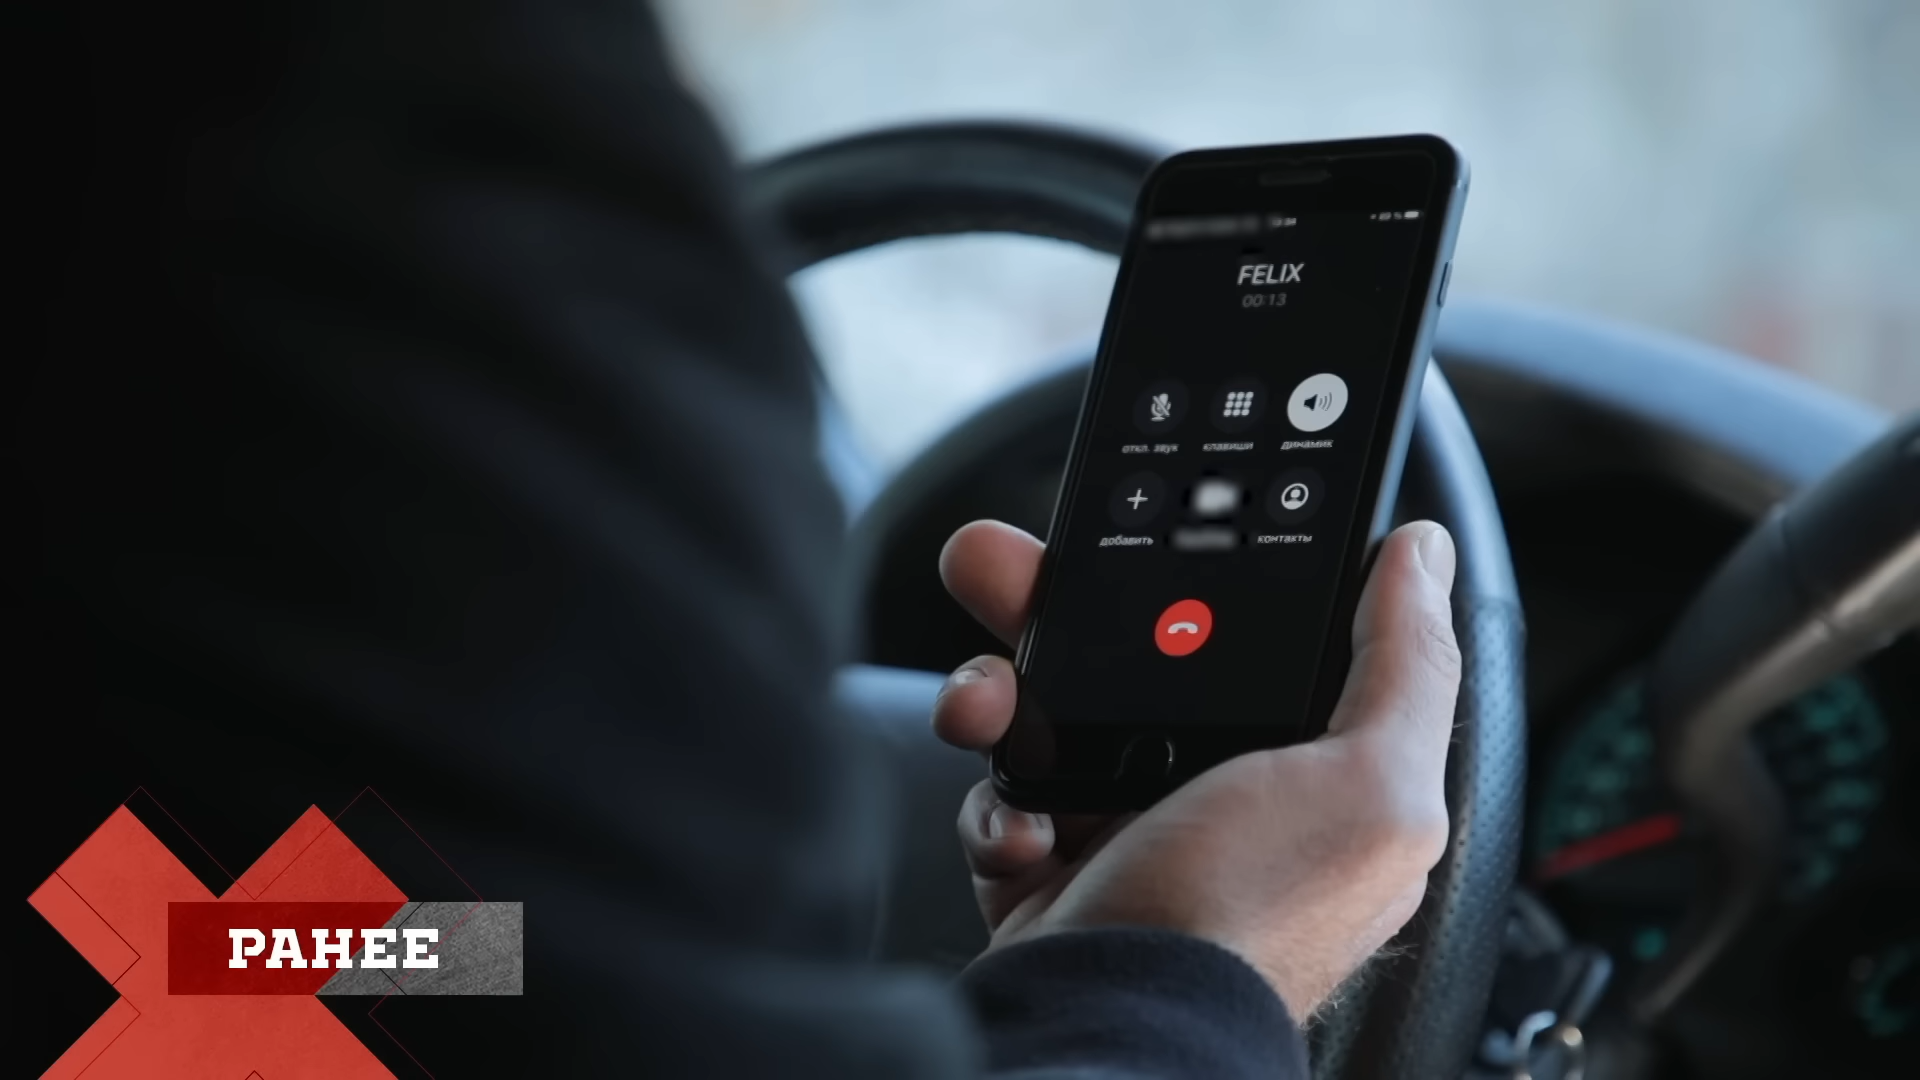 FELIX
00:13
откл. звук клавиши динамик
добавить контакты
РАНЕЕ